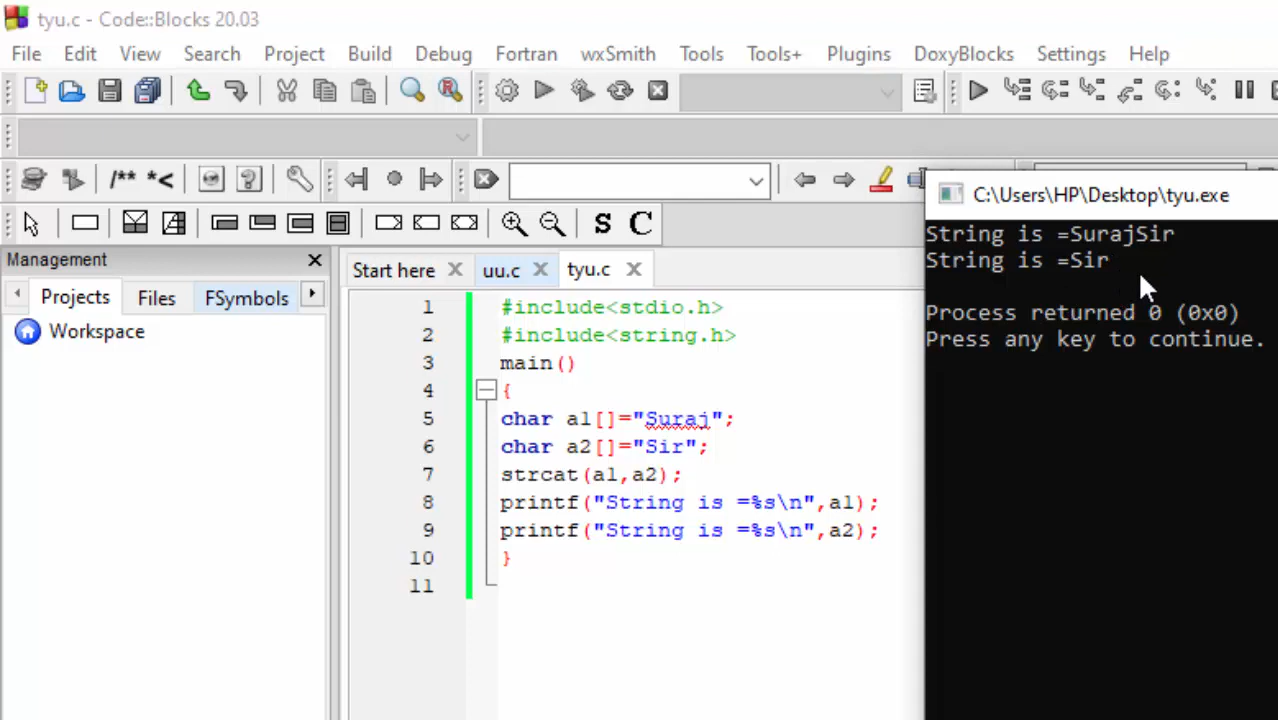 tyu.c - Code::Blocks 20.03
File Edit View Search Project Build Debug Fortran wxSmith Tools Tools+ Plugins DoxyBlocks Settings Help
/** *<
S C
C:\Users\HP\Desktop\tyu.exe
String is =SurajSir
String is =Sir
Process returned 0 (0x0)
Press any key to continue.
Management
Projects Files FSymbols
Workspace
Start here uu.c tyu.c
1 #include<stdio.h>
2 #include<string.h>
3 main()
4 {
5 char a1[]="Suraj";
6 char a2[]="Sir";
7 strcat(a1,a2);
8 printf("String is =%s\n",a1);
9 printf("String is =%s\n",a2);
10 }
11